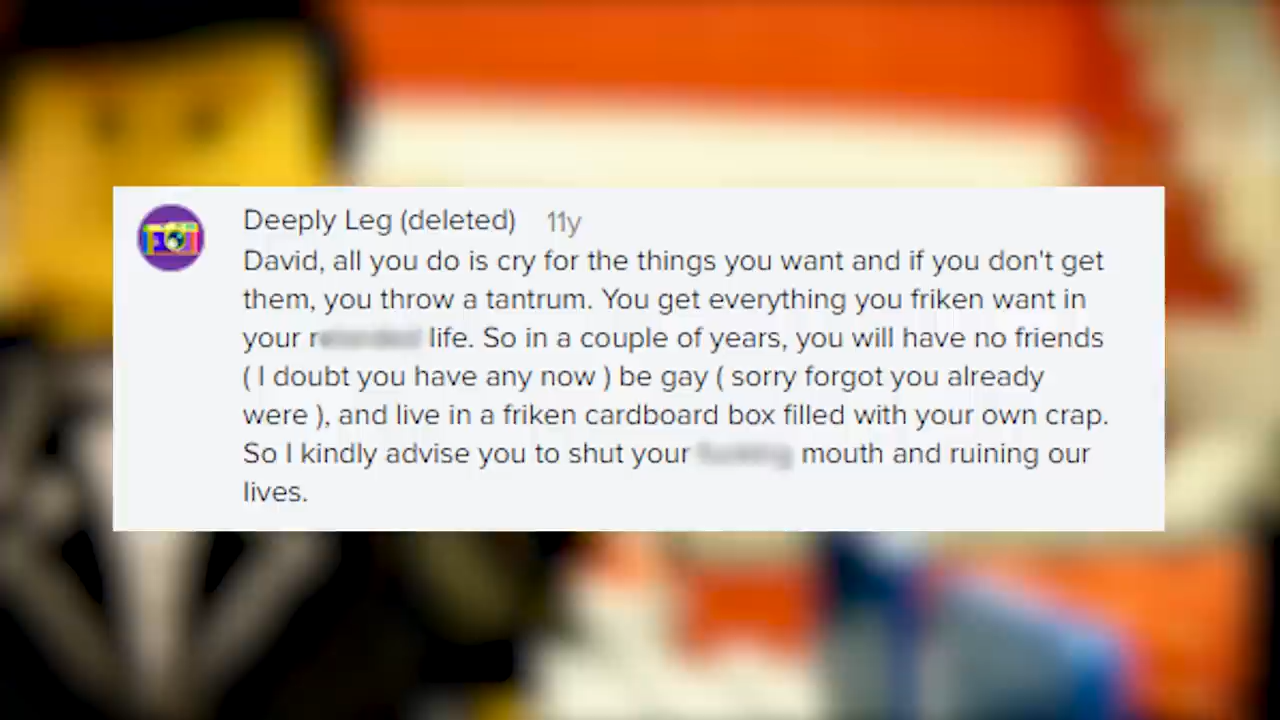 Deeply Leg (deleted) 11y
David, all you do is cry for the things you want and if you don't get
them, you throw a tantrum. You get everything you friken want in
your r life. So in a couple of years, you will have no friends
( I doubt you have any now ) be gay ( sorry forgot you already
were ), and live in a friken cardboard box filled with your own crap.
So I kindly advise you to shut your mouth and ruining our
lives.